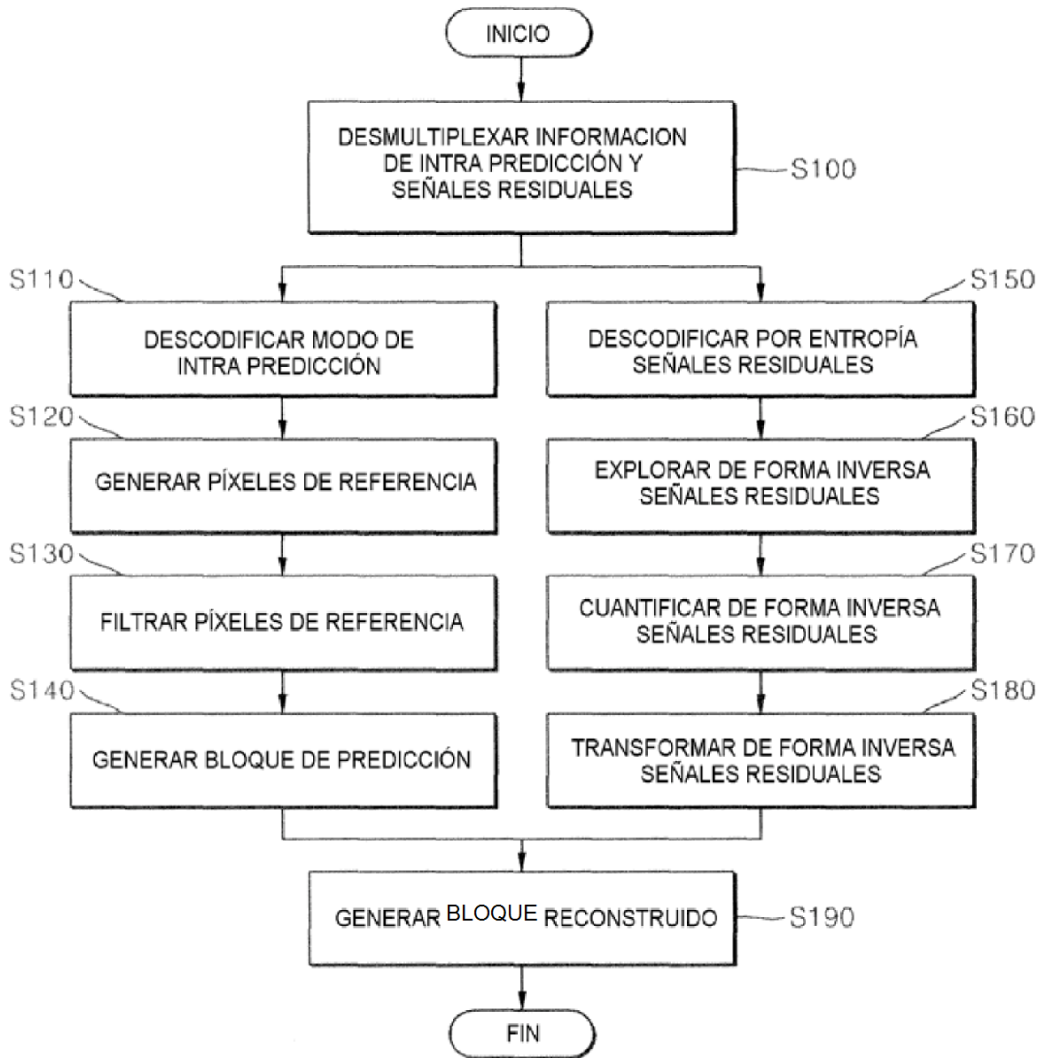 INICIO
DESMULTIPLEXAR INFORMACION
DE INTRA PREDICCIÓN Y
SEÑALES RESIDUALES
S100
S110
DESCODIFICAR MODO DE
INTRA PREDICCIÓN
S120
GENERAR PÍXELES DE REFERENCIA
S130
FILTRAR PÍXELES DE REFERENCIA
S140
GENERAR BLOQUE DE PREDICCIÓN
S150
DESCODIFICAR POR ENTROPÍA
SEÑALES RESIDUALES
S160
EXPLORAR DE FORMA INVERSA
SEÑALES RESIDUALES
S170
CUANTIFICAR DE FORMA INVERSA
SEÑALES RESIDUALES
S180
TRANSFORMAR DE FORMA INVERSA
SEÑALES RESIDUALES
GENERAR BLOQUE RECONSTRUIDO
S190
FIN